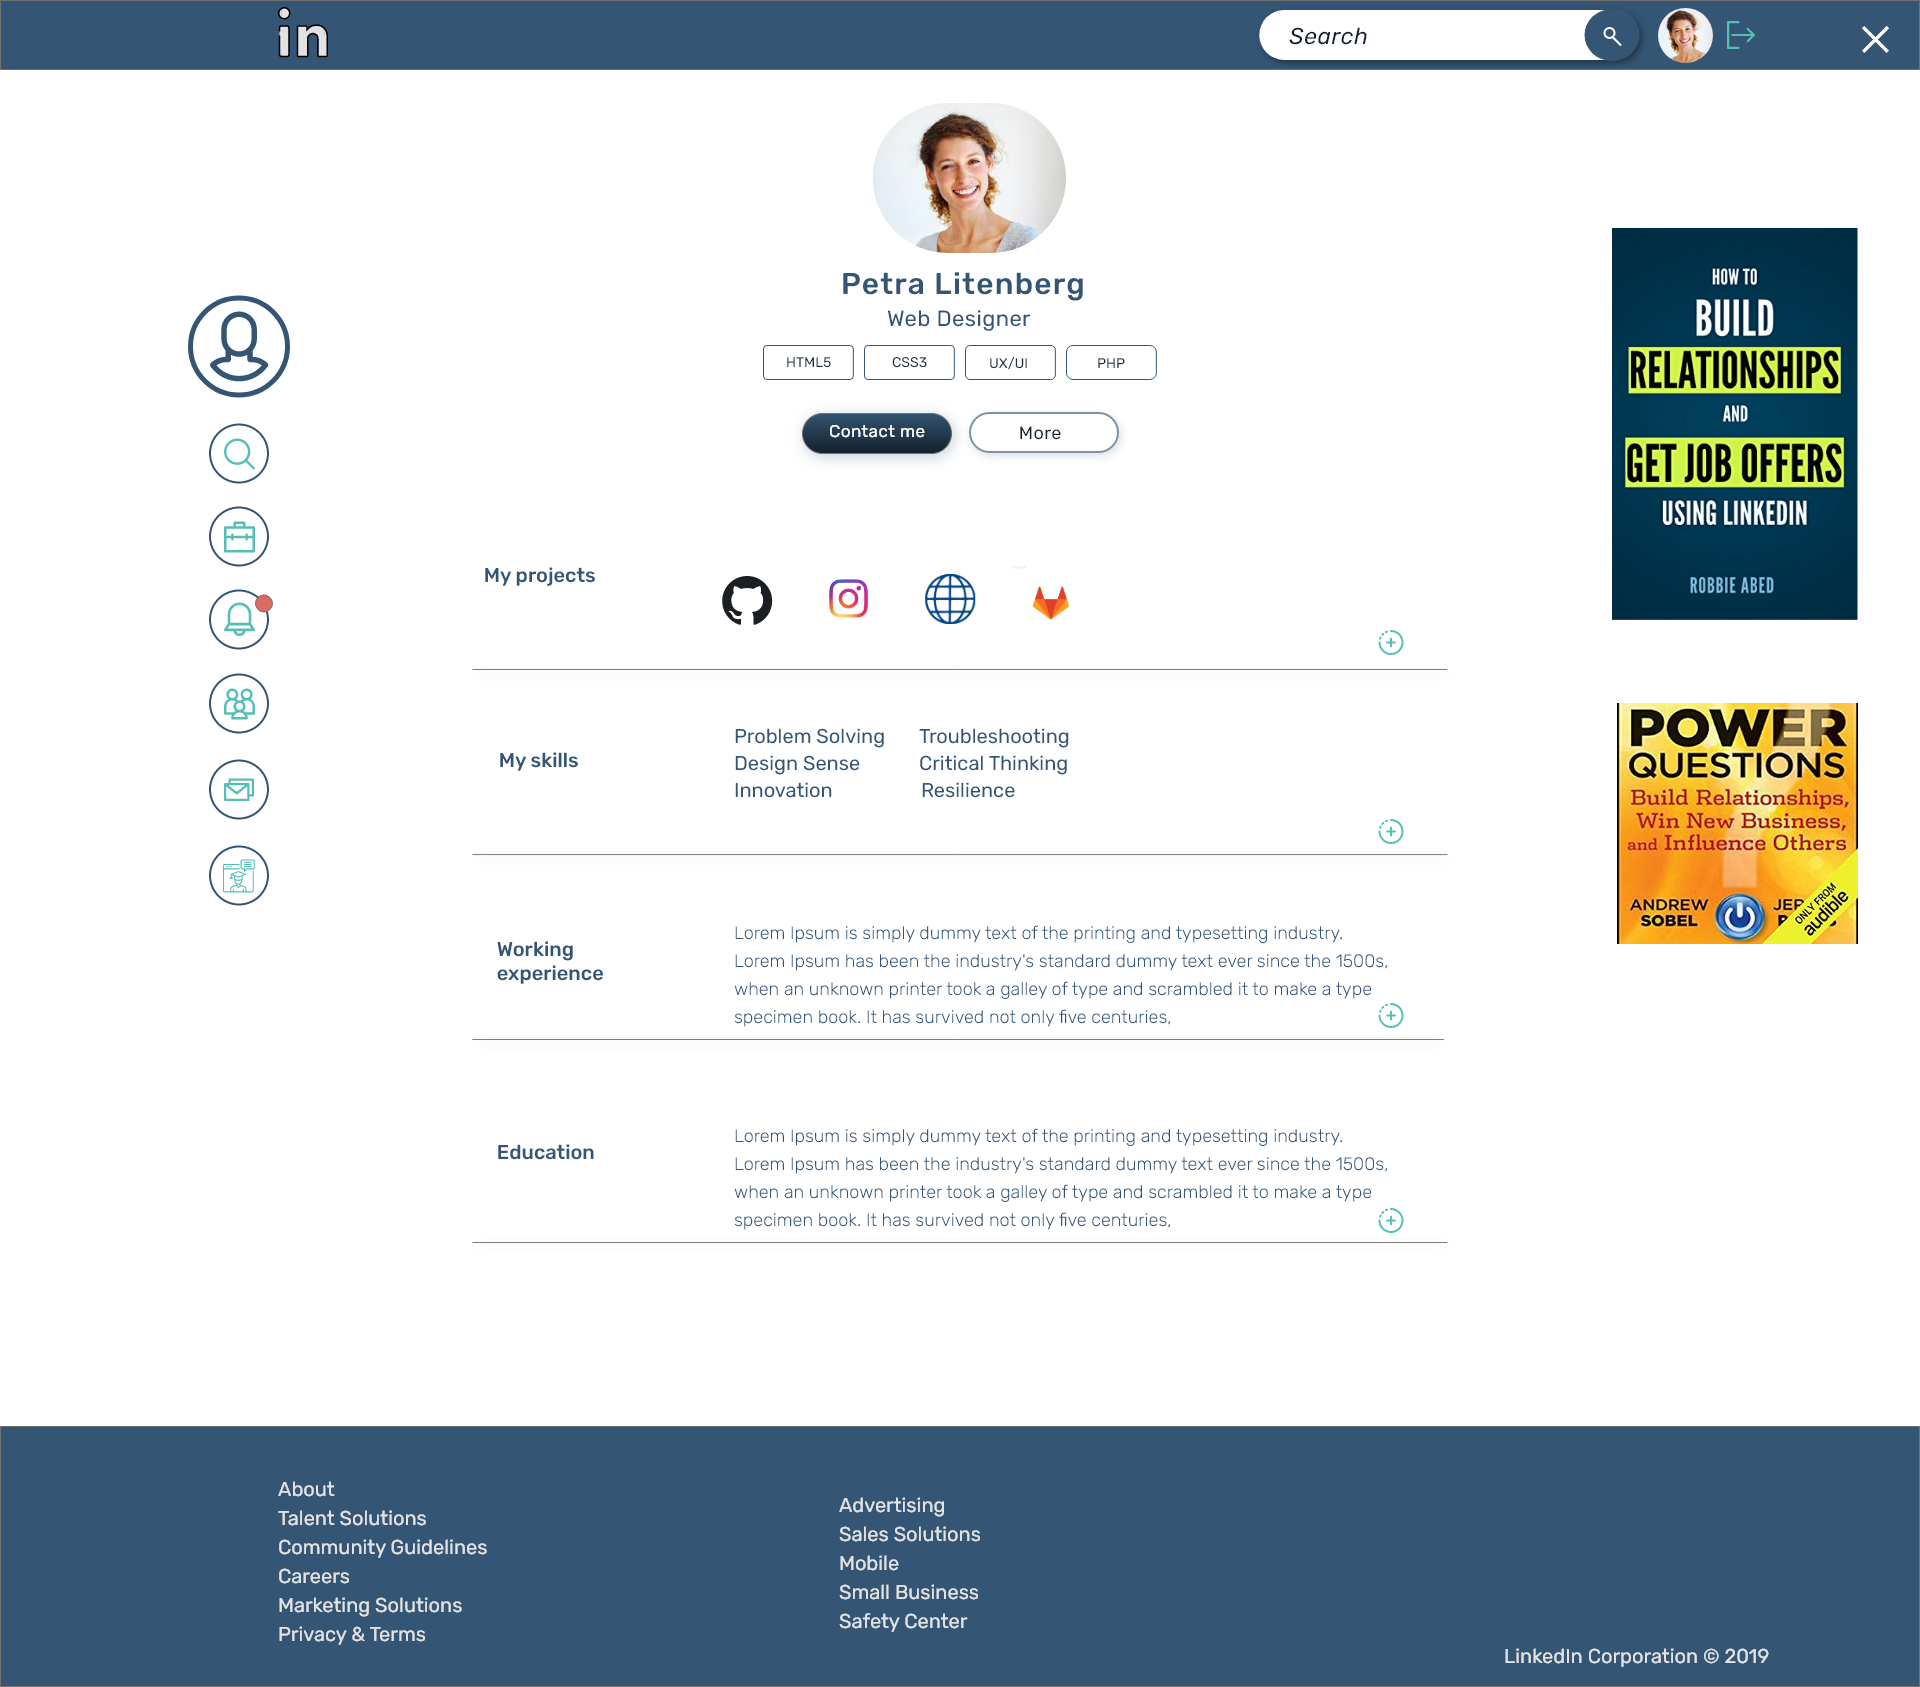 in
Search
Petra Litenberg
Web Designer
HTML5
CSS3
UX/UI
PHP
Contact me
More
HOW TO
BUILD
RELATIONSHIPS
AND
GET JOB OFFERS
USING LINKEDIN
ROBBIE ABED
My projects
My skills
Problem Solving
Troubleshooting
Design Sense
Critical Thinking
Innovation
Resilience
POWER
QUESTIONS
Build Relationships,
Win New Business,
and Influence Others
ANDREW
SOBEL
ONLY FROM
audible
Working
experience
Lorem Ipsum is simply dummy text of the printing and typesetting industry.
Lorem Ipsum has been the industry's standard dummy text ever since the 1500s,
when an unknown printer took a galley of type and scrambled it to make a type
specimen book. It has survived not only five centuries,
Education
Lorem Ipsum is simply dummy text of the printing and typesetting industry.
Lorem Ipsum has been the industry's standard dummy text ever since the 1500s,
when an unknown printer took a galley of type and scrambled it to make a type
specimen book. It has survived not only five centuries,
About
Talent Solutions
Community Guidelines
Careers
Marketing Solutions
Privacy & Terms
Advertising
Sales Solutions
Mobile
Small Business
Safety Center
LinkedIn Corporation © 2019